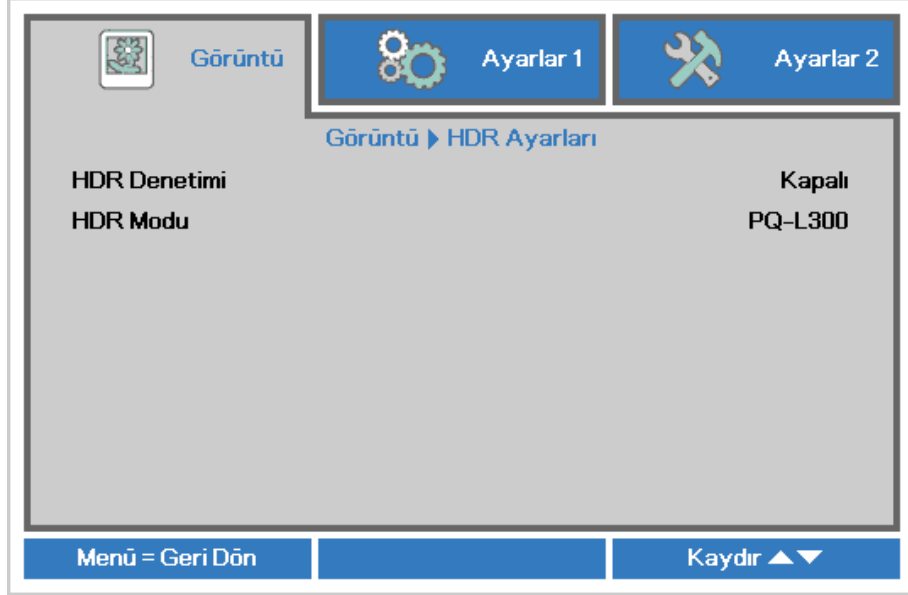 Görüntü Ayarlar 1 Ayarlar 2
Görüntü ▶ HDR Ayarları
HDR Denetimi Kapalı
HDR Modu PQ-L300
Menü = Geri Dön Kaydır ▲▼